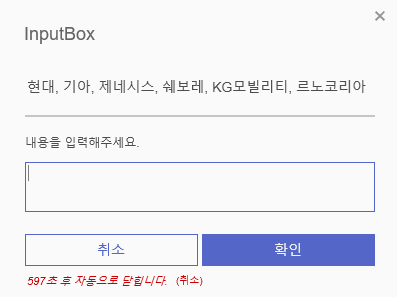 InputBox
현대, 기아, 제네시스, 쉐보레, KG모빌리티, 르노코리아
내용을 입력해주세요.
취소 확인
597초 후 자동으로 닫힙니다. (취소)